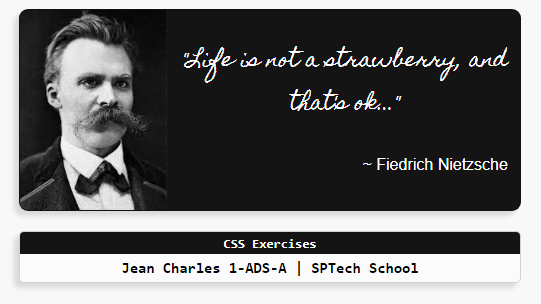 "Life is not a strawberry, and
that's ok..."
~ Fiedrich Nietzsche
CSS Exercises
Jean Charles 1-ADS-A | SPTech School